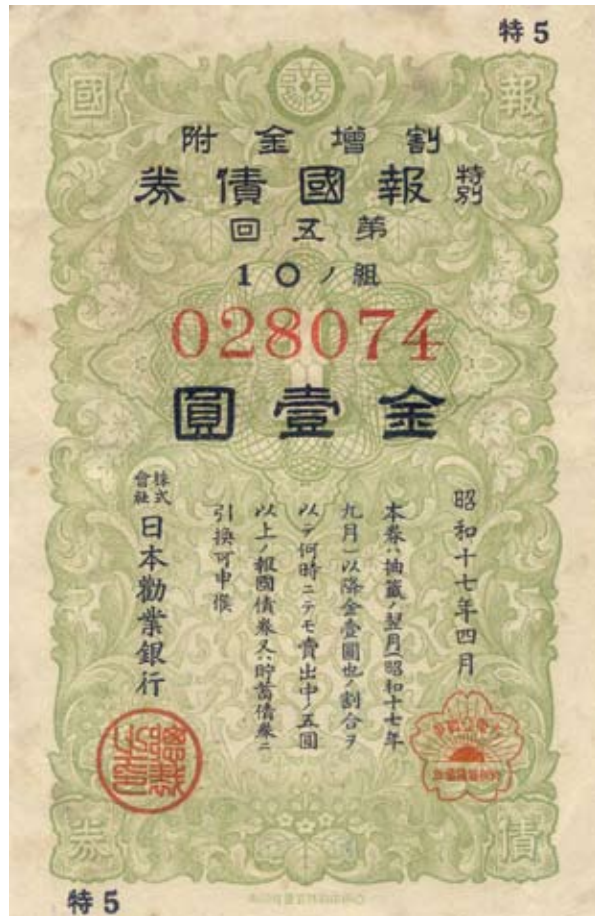 特5
報國
割増金附
特別報國債券
第五回
10ノ組
028074
金壹圓
昭和十七年四月
本券ハ抽籤ノ翌月(昭和十七年
九月)以降金壹圓也ノ割合ヲ
以テ何時ニテモ賣出中ノ五圓
以上ノ報國債券又ハ貯蓄債券ニ
引換可申候
株式會社日本勸業銀行
債券
特5